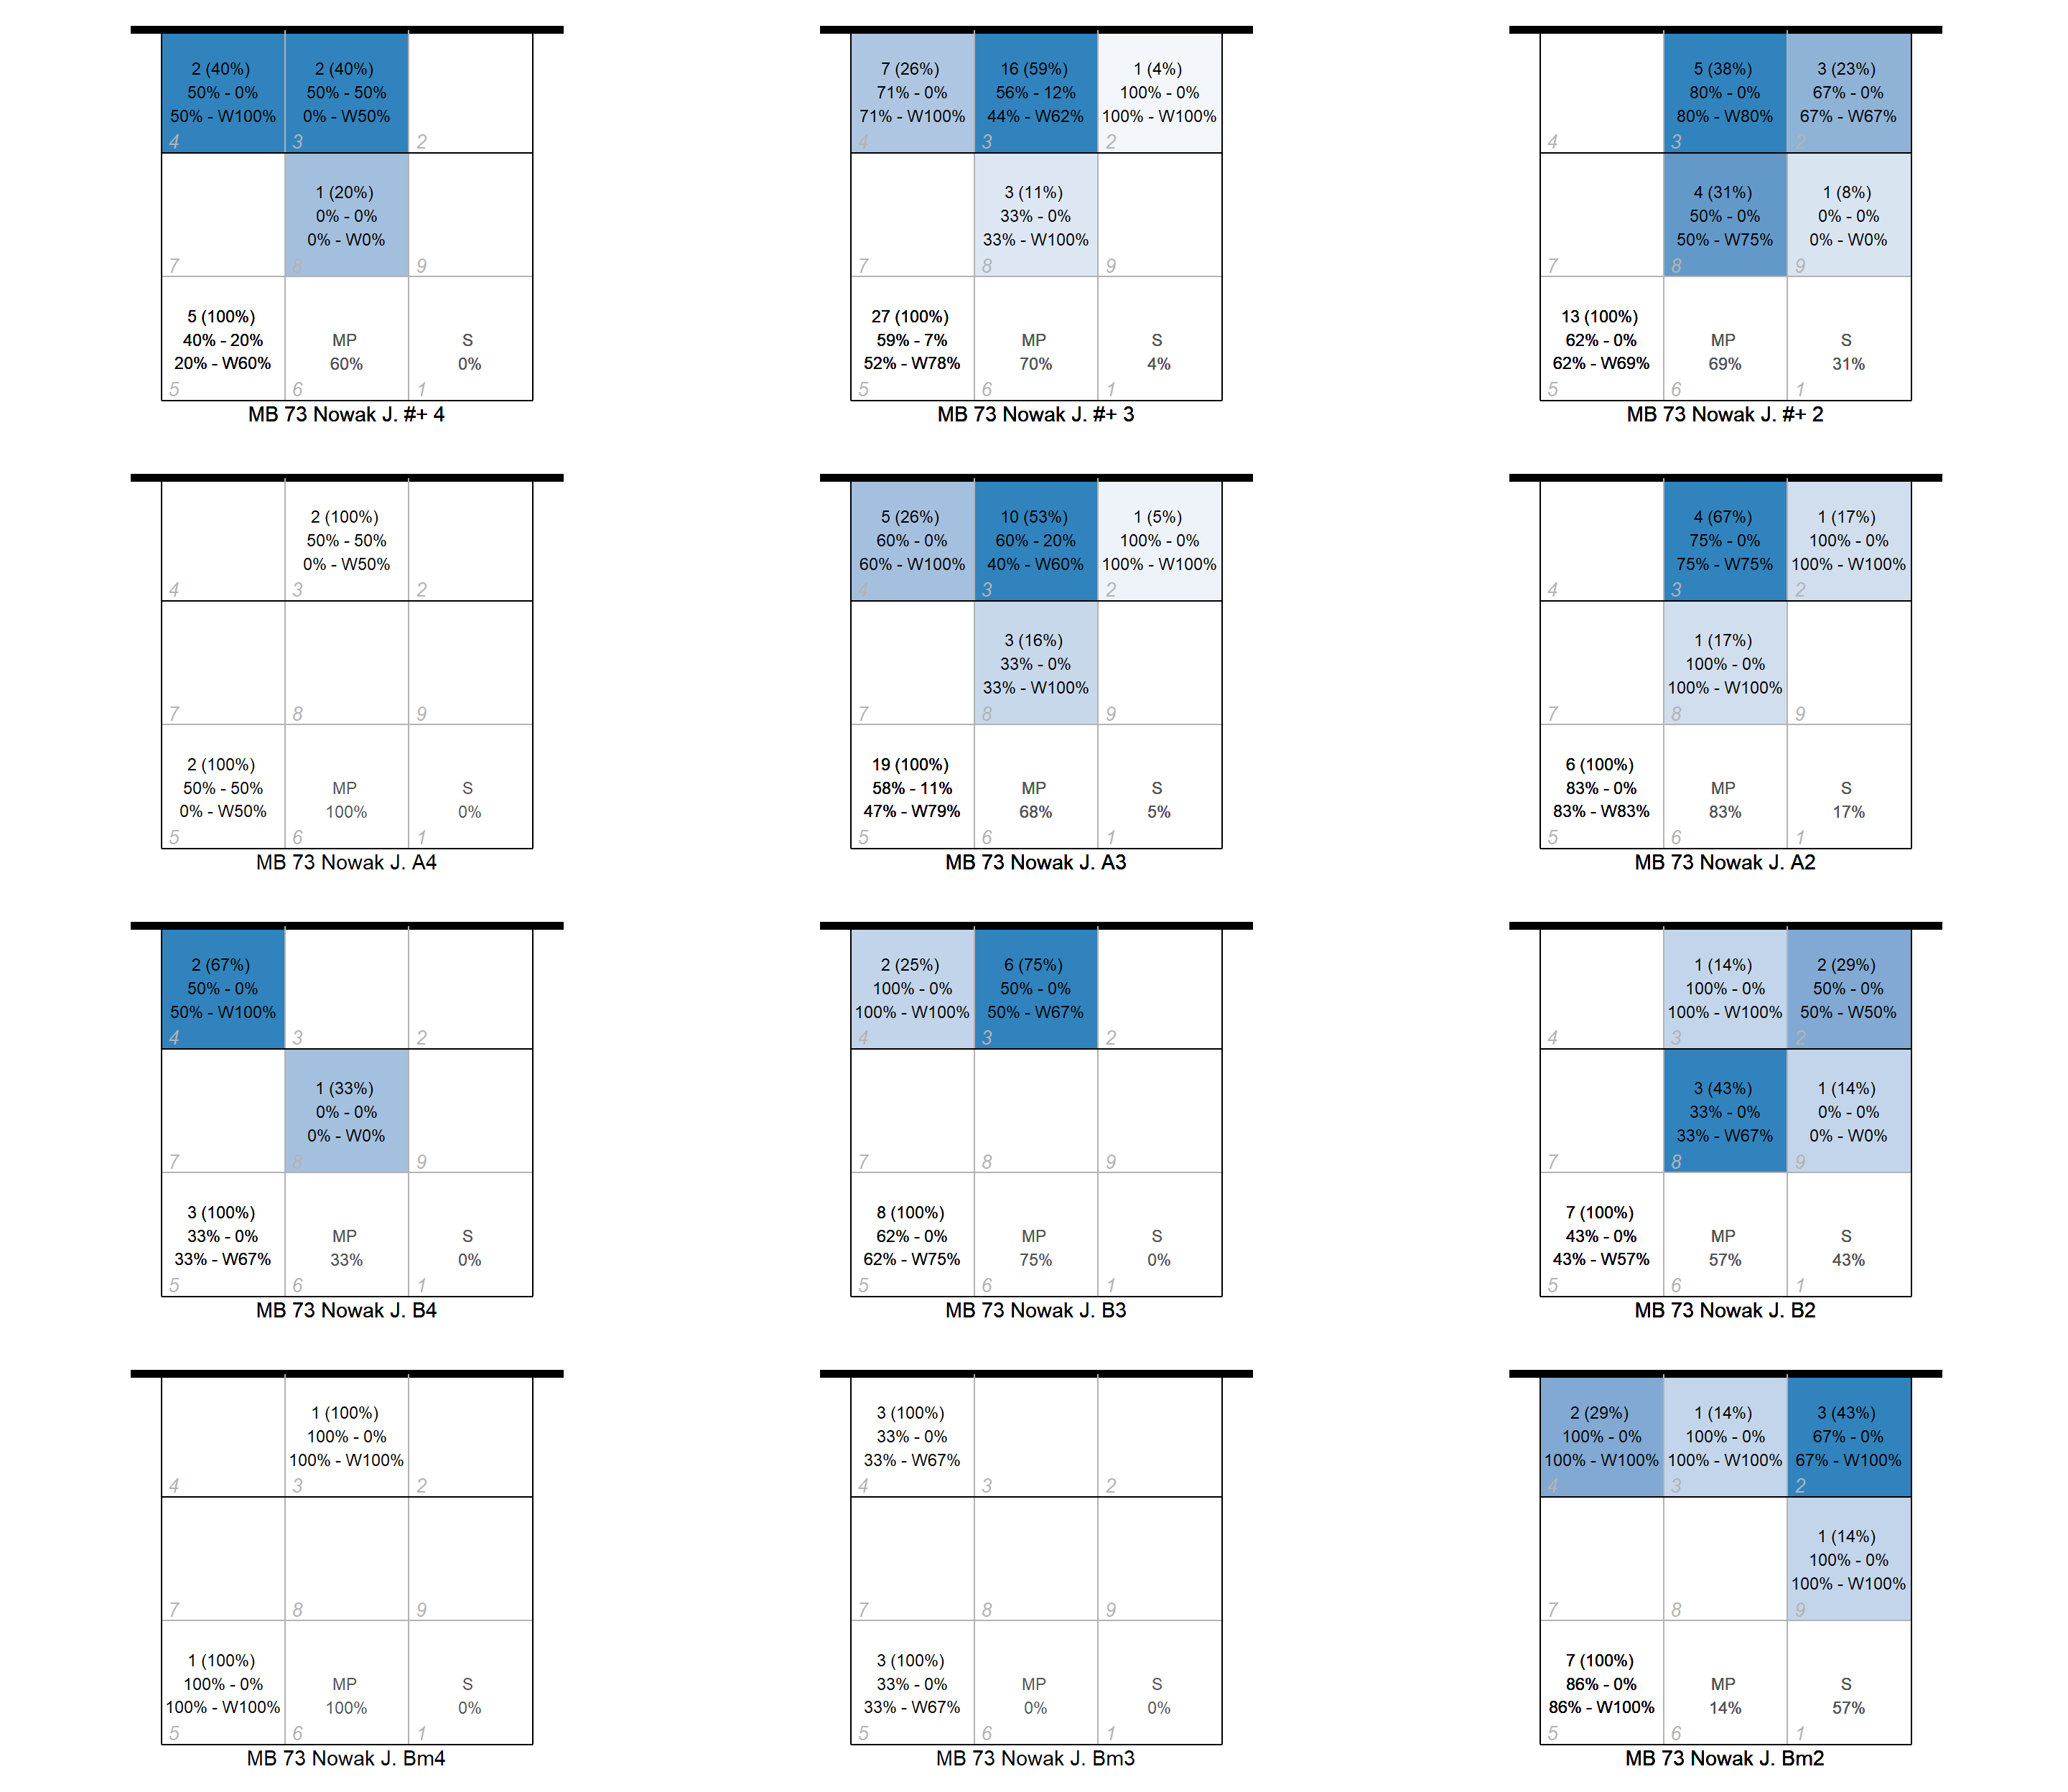 2 (40%) 2 (40%)
50% - 0% 50% - 50%
50% - W100% 0% - W50%
4 3 2
1 (20%)
0% - 0%
0% - W0%
7 8 9
5 (100%)
40% - 20% MP S
20% - W60% 60% 0%
5 6 1
MB 73 Nowak J. #+ 4
7 (26%) 16 (59%) 1 (4%)
71% - 0% 56% - 12% 100% - 0%
71% - W100% 44% - W62% 100% - W100%
4 3 2
3 (11%)
33% - 0%
33% - W100%
7 8 9
27 (100%)
59% - 7% MP S
52% - W78% 70% 4%
5 6 1
MB 73 Nowak J. #+ 3
5 (38%) 3 (23%)
80% - 0% 67% - 0%
80% - W80% 67% - W67%
4 3 2
4 (31%) 1 (8%)
50% - 0% 0% - 0%
50% - W75% 0% - W0%
7 8 9
13 (100%)
62% - 0% MP S
62% - W69% 69% 31%
5 6 1
MB 73 Nowak J. #+ 2
2 (100%)
50% - 50%
0% - W50%
4 3 2
7 8 9
2 (100%)
50% - 50% MP S
0% - W50% 100% 0%
5 6 1
MB 73 Nowak J. A4
5 (26%) 10 (53%) 1 (5%)
60% - 0% 60% - 20% 100% - 0%
60% - W100% 40% - W60% 100% - W100%
4 3 2
3 (16%)
33% - 0%
33% - W100%
7 8 9
19 (100%)
58% - 11% MP S
47% - W79% 68% 5%
5 6 1
MB 73 Nowak J. A3
4 (67%) 1 (17%)
75% - 0% 100% - 0%
75% - W75% 100% - W100%
4 3 2
1 (17%)
100% - 0%
100% - W100%
7 8 9
6 (100%)
83% - 0% MP S
83% - W83% 83% 17%
5 6 1
MB 73 Nowak J. A2
2 (67%)
50% - 0%
50% - W100%
4 3 2
1 (33%)
0% - 0%
0% - W0%
7 8 9
3 (100%)
33% - 0% MP S
33% - W67% 33% 0%
5 6 1
MB 73 Nowak J. B4
2 (25%) 6 (75%)
100% - 0% 50% - 0%
100% - W100% 50% - W67%
4 3 2
7 8 9
8 (100%)
62% - 0% MP S
62% - W75% 75% 0%
5 6 1
MB 73 Nowak J. B3
1 (14%) 2 (29%)
100% - 0% 50% - 0%
100% - W100% 50% - W50%
4 3 2
3 (43%) 1 (14%)
33% - 0% 0% - 0%
33% - W67% 0% - W0%
7 8 9
7 (100%)
43% - 0% MP S
43% - W57% 57% 43%
5 6 1
MB 73 Nowak J. B2
1 (100%)
100% - 0%
100% - W100%
4 3 2
7 8 9
1 (100%)
100% - 0% MP S
100% - W100% 100% 0%
5 6 1
MB 73 Nowak J. Bm4
3 (100%)
33% - 0%
33% - W67%
4 3 2
7 8 9
3 (100%)
33% - 0% MP S
33% - W67% 0% 0%
5 6 1
MB 73 Nowak J. Bm3
2 (29%) 1 (14%) 3 (43%)
100% - 0% 100% - 0% 67% - 0%
100% - W100% 100% - W100% 67% - W100%
4 3 2
1 (14%)
100% - 0%
100% - W100%
7 8 9
7 (100%)
86% - 0% MP S
86% - W100% 14% 57%
5 6 1
MB 73 Nowak J. Bm2